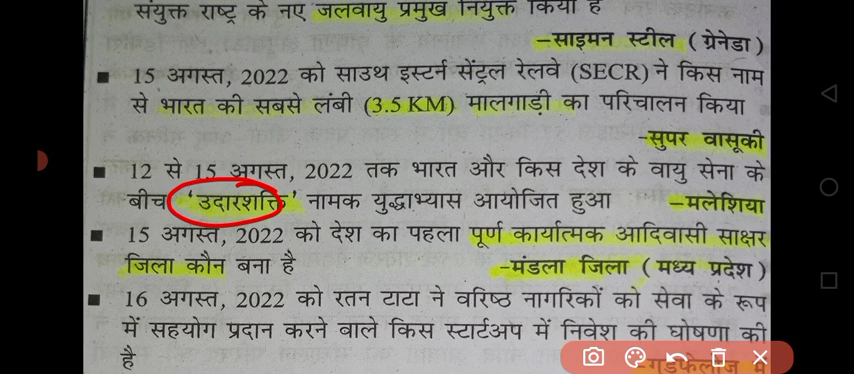 संयुक्त राष्ट्र के नए जलवायु प्रमुख नियुक्त किया है
–साइमन स्टील (ग्रेनेडा)
■ 15 अगस्त, 2022 को साउथ इस्टर्न सेंट्रल रेलवे (SECR) ने किस नाम
से भारत की सबसे लंबी (3.5 KM) मालगाड़ी का परिचालन किया
–सुपर वासूकी
■ 12 से 15 अगस्त, 2022 तक भारत और किस देश के वायु सेना के
बीच 'उदारशक्ति' नामक युद्धाभ्यास आयोजित हुआ –मलेशिया
■ 15 अगस्त, 2022 को देश का पहला पूर्ण कार्यात्मक आदिवासी साक्षर
जिला कौन बना है –मंडला जिला (मध्य प्रदेश)
■ 16 अगस्त, 2022 को रतन टाटा ने वरिष्ठ नागरिकों को सेवा के रूप
में सहयोग प्रदान करने वाले किस स्टार्टअप में निवेश की घोषणा की
है –गुडफेलोज में